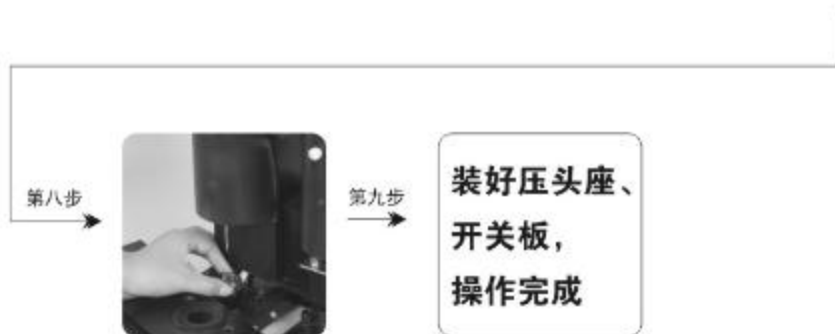 第八步
第九步
装好压头座、
开关板，
操作完成